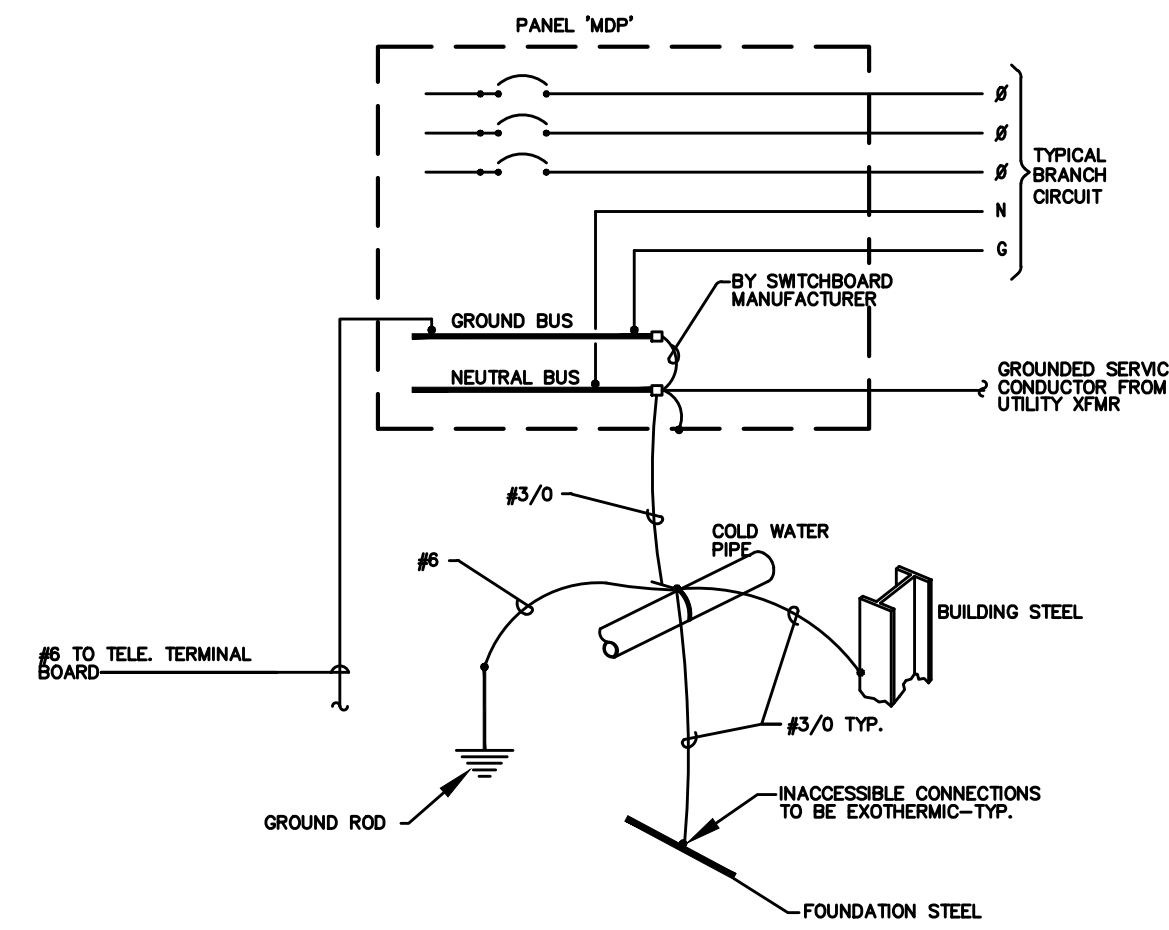 PANEL 'MDP'
Ø
Ø
Ø
N
G
TYPICAL
BRANCH
CIRCUIT
BY SWITCHBOARD
MANUFACTURER
GROUND BUS
NEUTRAL BUS
GROUNDED SERVIC
CONDUCTOR FROM
UTILITY XFMR
#3/0
COLD WATER
PIPE
#6
BUILDING STEEL
#6 TO TELE. TERMINAL
BOARD
#3/0 TYP.
INACCESSIBLE CONNECTIONS
TO BE EXOTHERMIC-TYP.
GROUND ROD
FOUNDATION STEEL